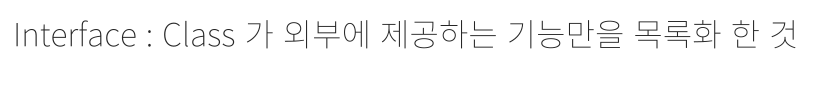 Interface : Class 가 외부에 제공하는 기능만을 목록화 한 것